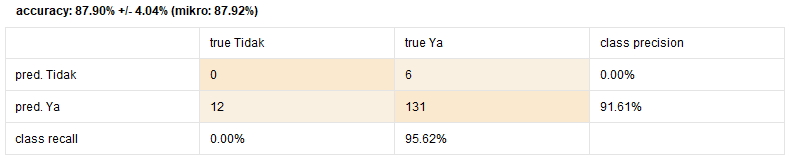 accuracy: 87.90% +/- 4.04% (mikro: 87.92%)
true Tidak true Ya class precision
pred. Tidak 0 6 0.00%
pred. Ya 12 131 91.61%
class recall 0.00% 95.62%